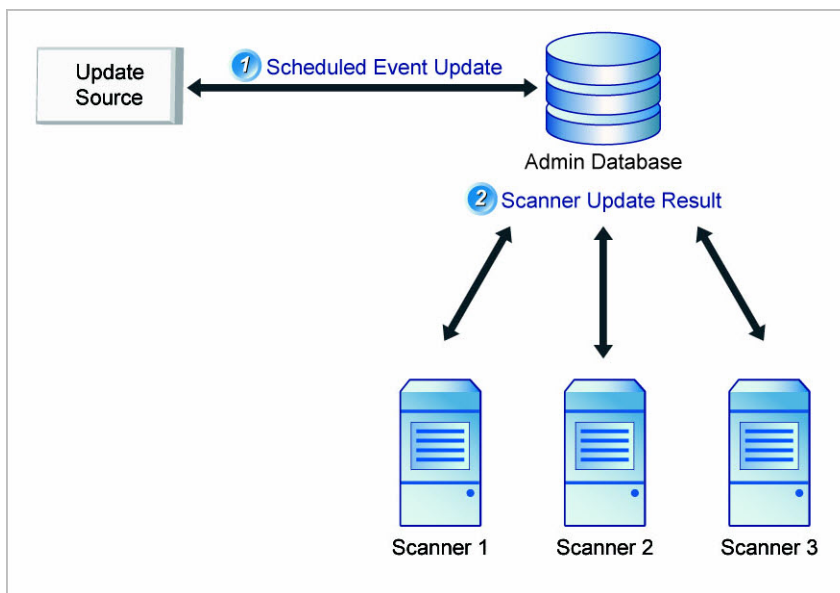 Update
Source
1 Scheduled Event Update
Admin Database
2 Scanner Update Result
Scanner 1
Scanner 2
Scanner 3